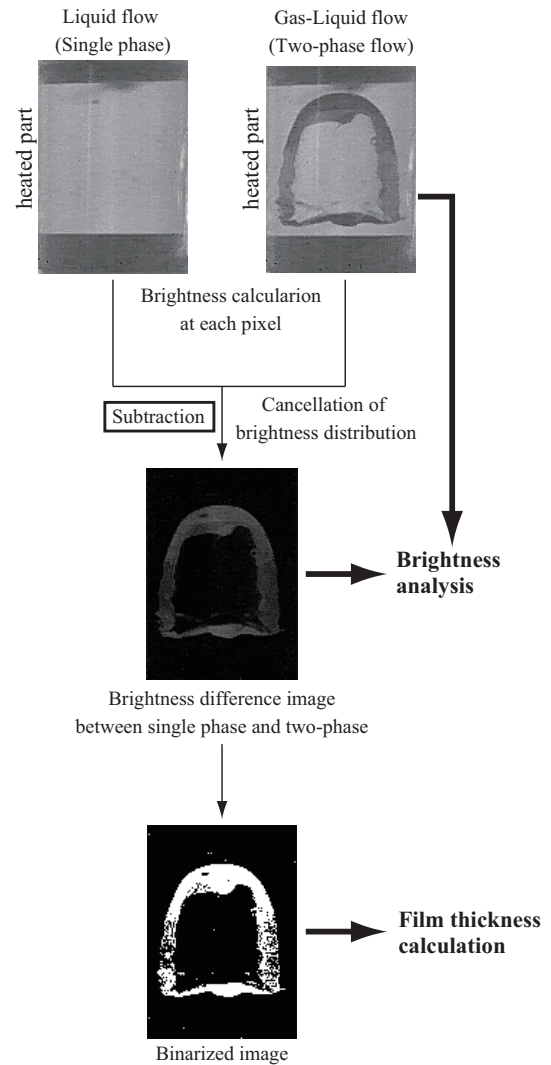 Liquid flow
(Single phase)
Gas-Liquid flow
(Two-phase flow)
heated part
heated part
Brightness calcularion
at each pixel
Subtraction
Cancellation of
brightness distribution
Brightness
analysis
Brightness difference image
between single phase and two-phase
Film thickness
calculation
Binarized image